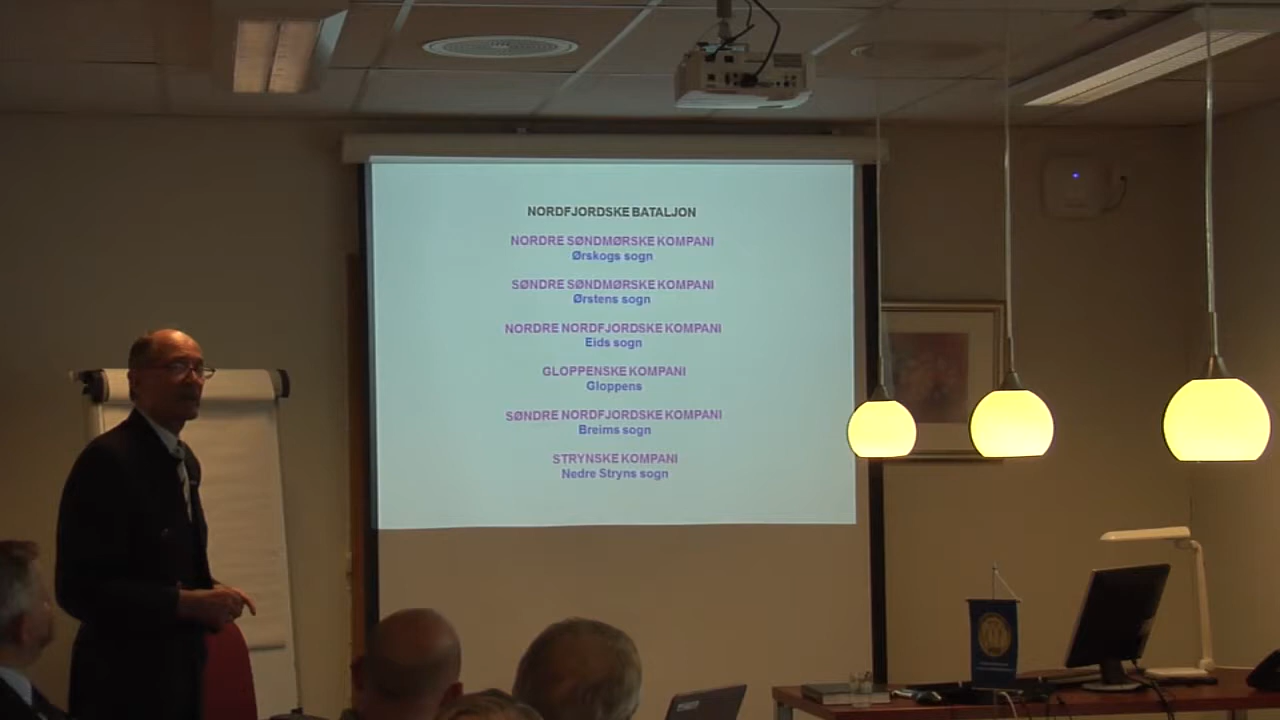 NORDFJORDSKE BATALJON
NORDRE SØNDMØRSKE KOMPANI
Ørskogs sogn
SØNDRE SØNDMØRSKE KOMPANI
Ørstens sogn
NORDRE NORDFJORDSKE KOMPANI
Eids sogn
GLOPPENSKE KOMPANI
Gloppens
SØNDRE NORDFJORDSKE KOMPANI
Breims sogn
STRYNSKE KOMPANI
Nedre Stryns sogn